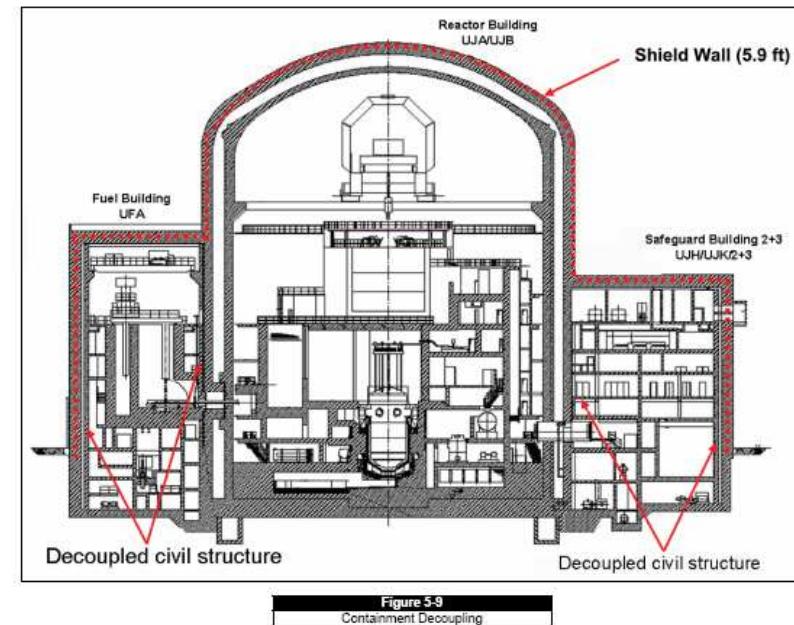 Reactor Building
UJA/UJB
Shield Wall (5.9 ft)
Fuel Building
UFA
Safeguard Building 2+3
UJH/UJK/2+3
Decoupled civil structure
Decoupled civil structure
Figure 5-9
Containment Decoupling